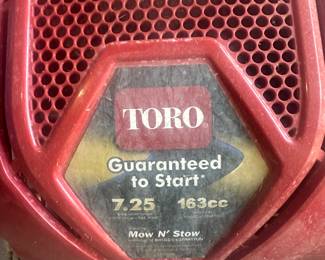 TORO
Guaranteed
to Start*
7.25 163cc
Mow N' Stow